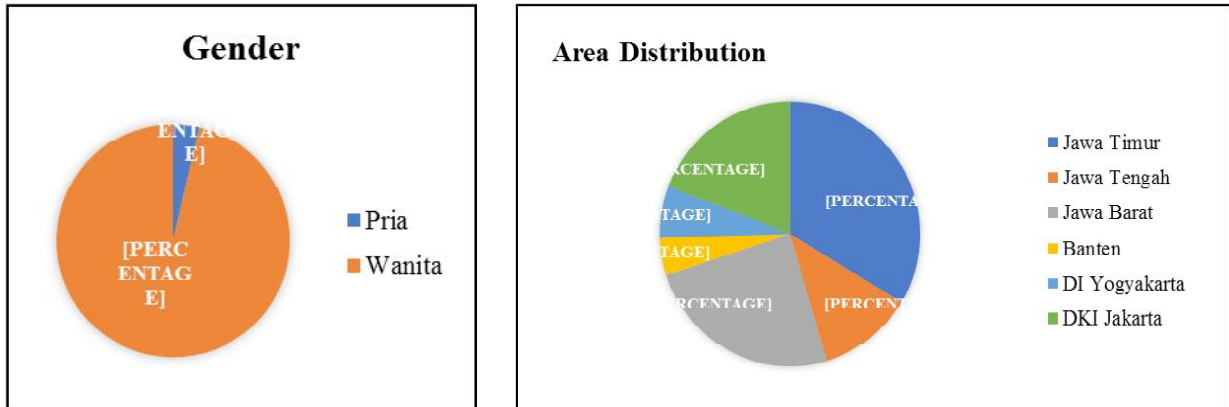 Gender
ENTAG
E]
[PERC
ENTAG
E]
Pria
Wanita
Area Distribution
RCENTAGE]
[PERCENTA
TAGE]
TAGE]
ERCENTAGE]
[PERCENT
Jawa Timur
Jawa Tengah
Jawa Barat
Banten
DI Yogyakarta
DKI Jakarta